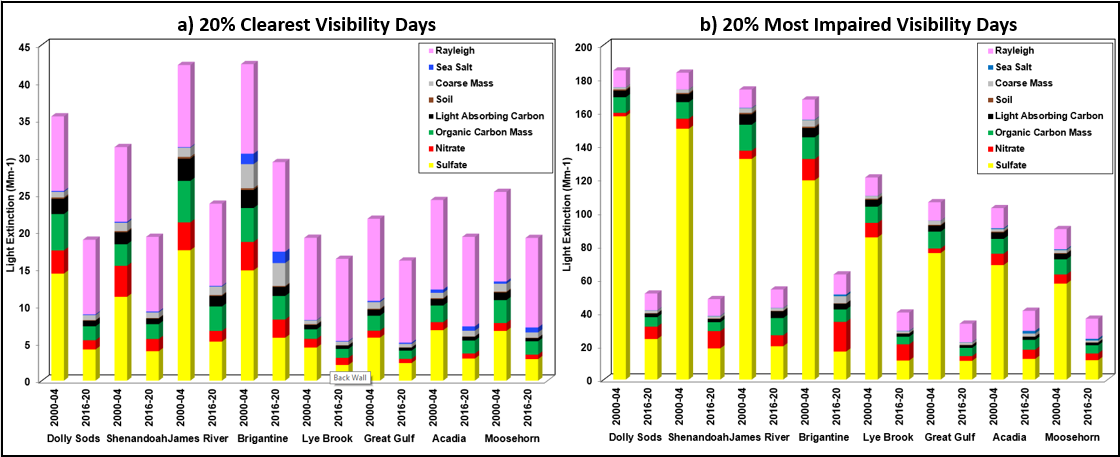 a) 20% Clearest Visibility Days
Light Extinction (Mm-1)
45
40
35
30
25
20
15
10
5
0
Rayleigh
Sea Salt
Coarse Mass
Soil
Light Absorbing Carbon
Organic Carbon Mass
Nitrate
Sulfate
Back Wall
2000-04 2016-20 2000-04 2016-20 2000-04 2016-20 2000-04 2016-20 2000-04 2016-20 2000-04 2016-20 2000-04 2016-20 2000-04 2016-20
Dolly Sods Shenandoah James River Brigantine Lye Brook Great Gulf Acadia Moosehorn
b) 20% Most Impaired Visibility Days
Light Extinction (Mm-1)
200
180
160
140
120
100
80
60
40
20
0
Rayleigh
Sea Salt
Coarse Mass
Soil
Light Absorbing Carbon
Organic Carbon Mass
Nitrate
Sulfate
2000-04 2016-20 2000-04 2016-20 2000-04 2016-20 2000-04 2016-20 2000-04 2016-20 2000-04 2016-20 2000-04 2016-20 2000-04 2016-20
Dolly Sods Shenandoah James River Brigantine Lye Brook Great Gulf Acadia Moosehorn